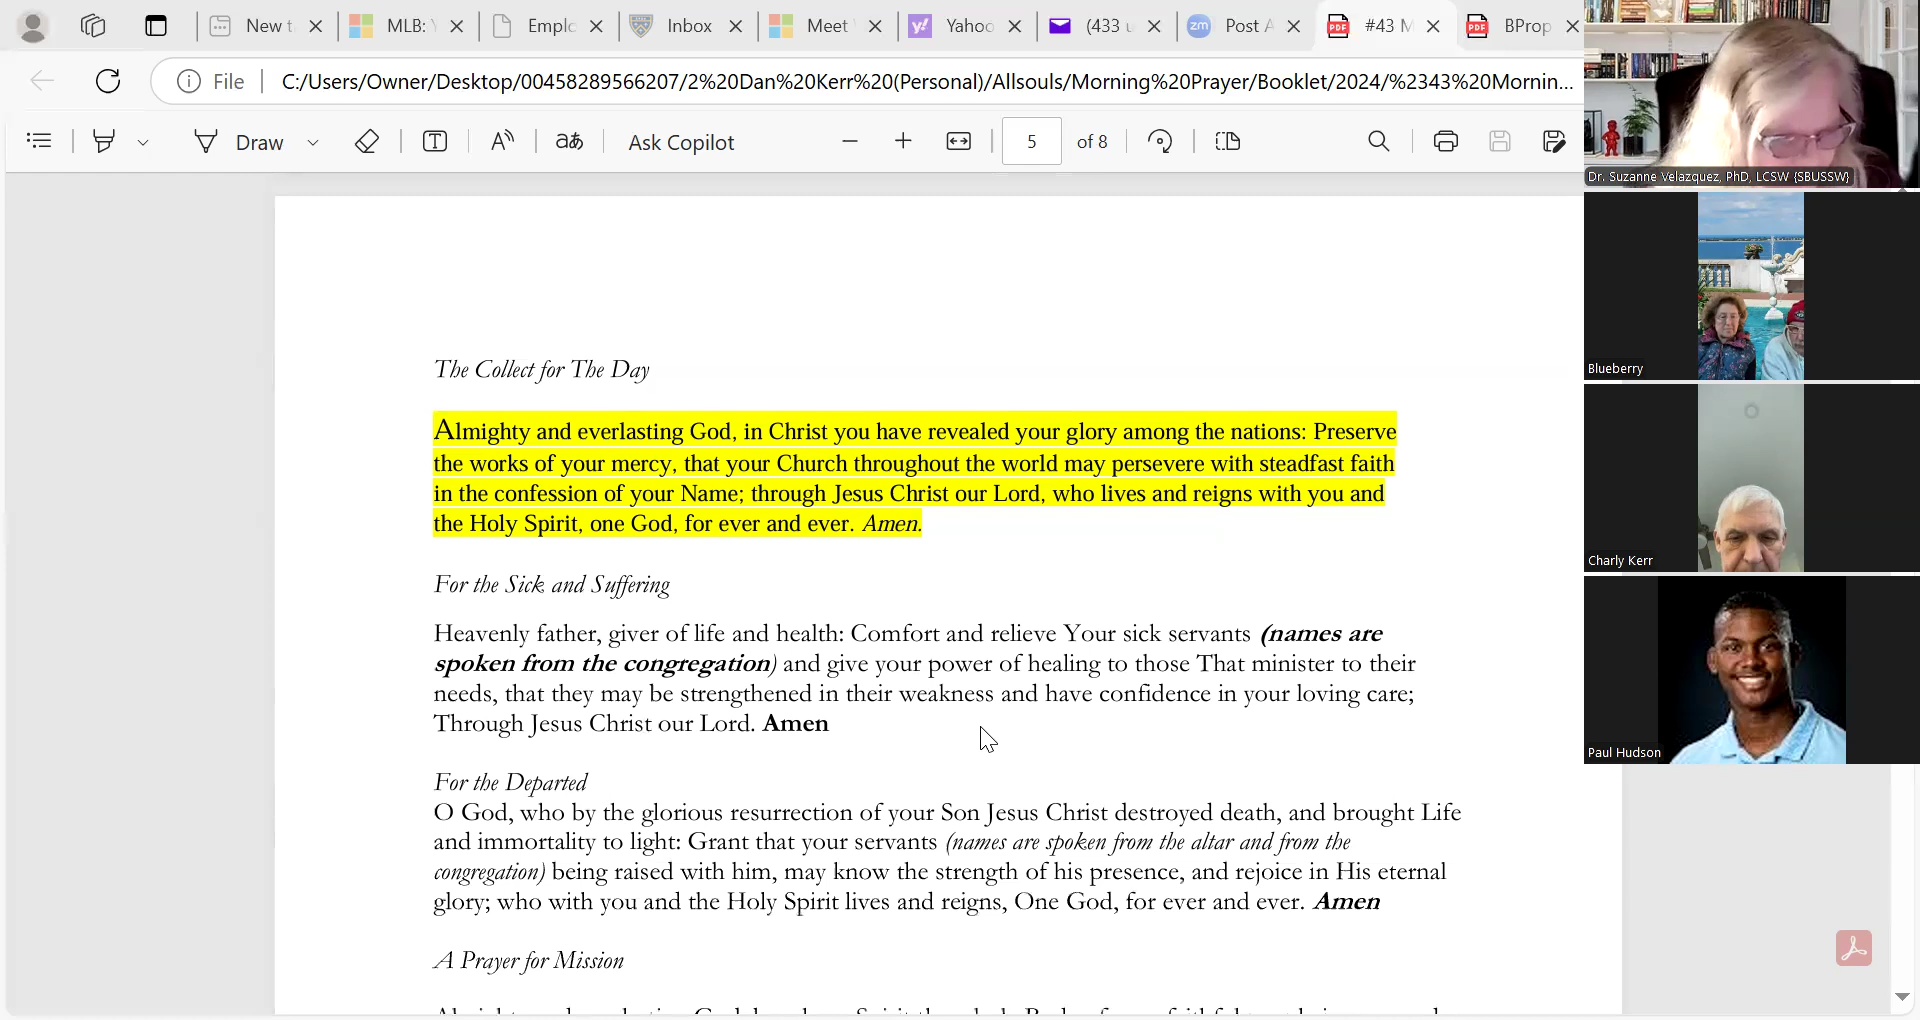 New t
MLB: Y
Emplo
Inbox
Meet
Yahoo
(433 u
zm
Post A
#43 M
BProp
File
C:/Users/Owner/Desktop/00458289566207/2%20Dan%20Kerr%20(Personal)/Allsouls/Morning%20Prayer/Booklet/2024/%2343%20Mornin...
Draw
Ask Copilot
5 of 8
The Collect for The Day
Almighty and everlasting God, in Christ you have revealed your glory among the nations: Preserve
the works of your mercy, that your Church throughout the world may persevere with steadfast faith
in the confession of your Name; through Jesus Christ our Lord, who lives and reigns with you and
the Holy Spirit, one God, for ever and ever. Amen.
For the Sick and Suffering
Heavenly father, giver of life and health: Comfort and relieve Your sick servants (names are
spoken from the congregation) and give your power of healing to those That minister to their
needs, that they may be strengthened in their weakness and have confidence in your loving care;
Through Jesus Christ our Lord. Amen
For the Departed
O God, who by the glorious resurrection of your Son Jesus Christ destroyed death, and brought Life
and immortality to light: Grant that your servants (names are spoken from the altar and from the
congregation) being raised with him, may know the strength of his presence, and rejoice in His eternal
glory; who with you and the Holy Spirit lives and reigns, One God, for ever and ever. Amen
A Prayer for Mission
Dr. Suzanne Velazquez, PhD, LCSW {SBUSSW}
Blueberry
Charly Kerr
Paul Hudson